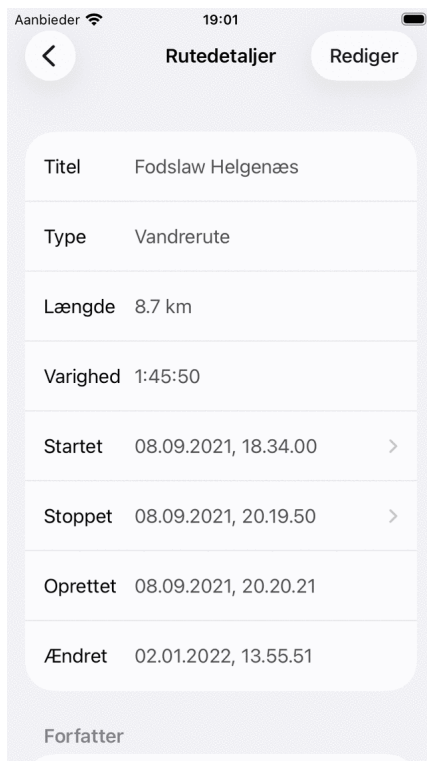 Aanbieder 19:01
Rutedetaljer Rediger
Titel Fodslaw Helgenæs
Type Vandrerute
Længde 8.7 km
Varighed 1:45:50
Startet 08.09.2021, 18.34.00
Stoppet 08.09.2021, 20.19.50
Oprettet 08.09.2021, 20.20.21
Ændret 02.01.2022, 13.55.51
Forfatter